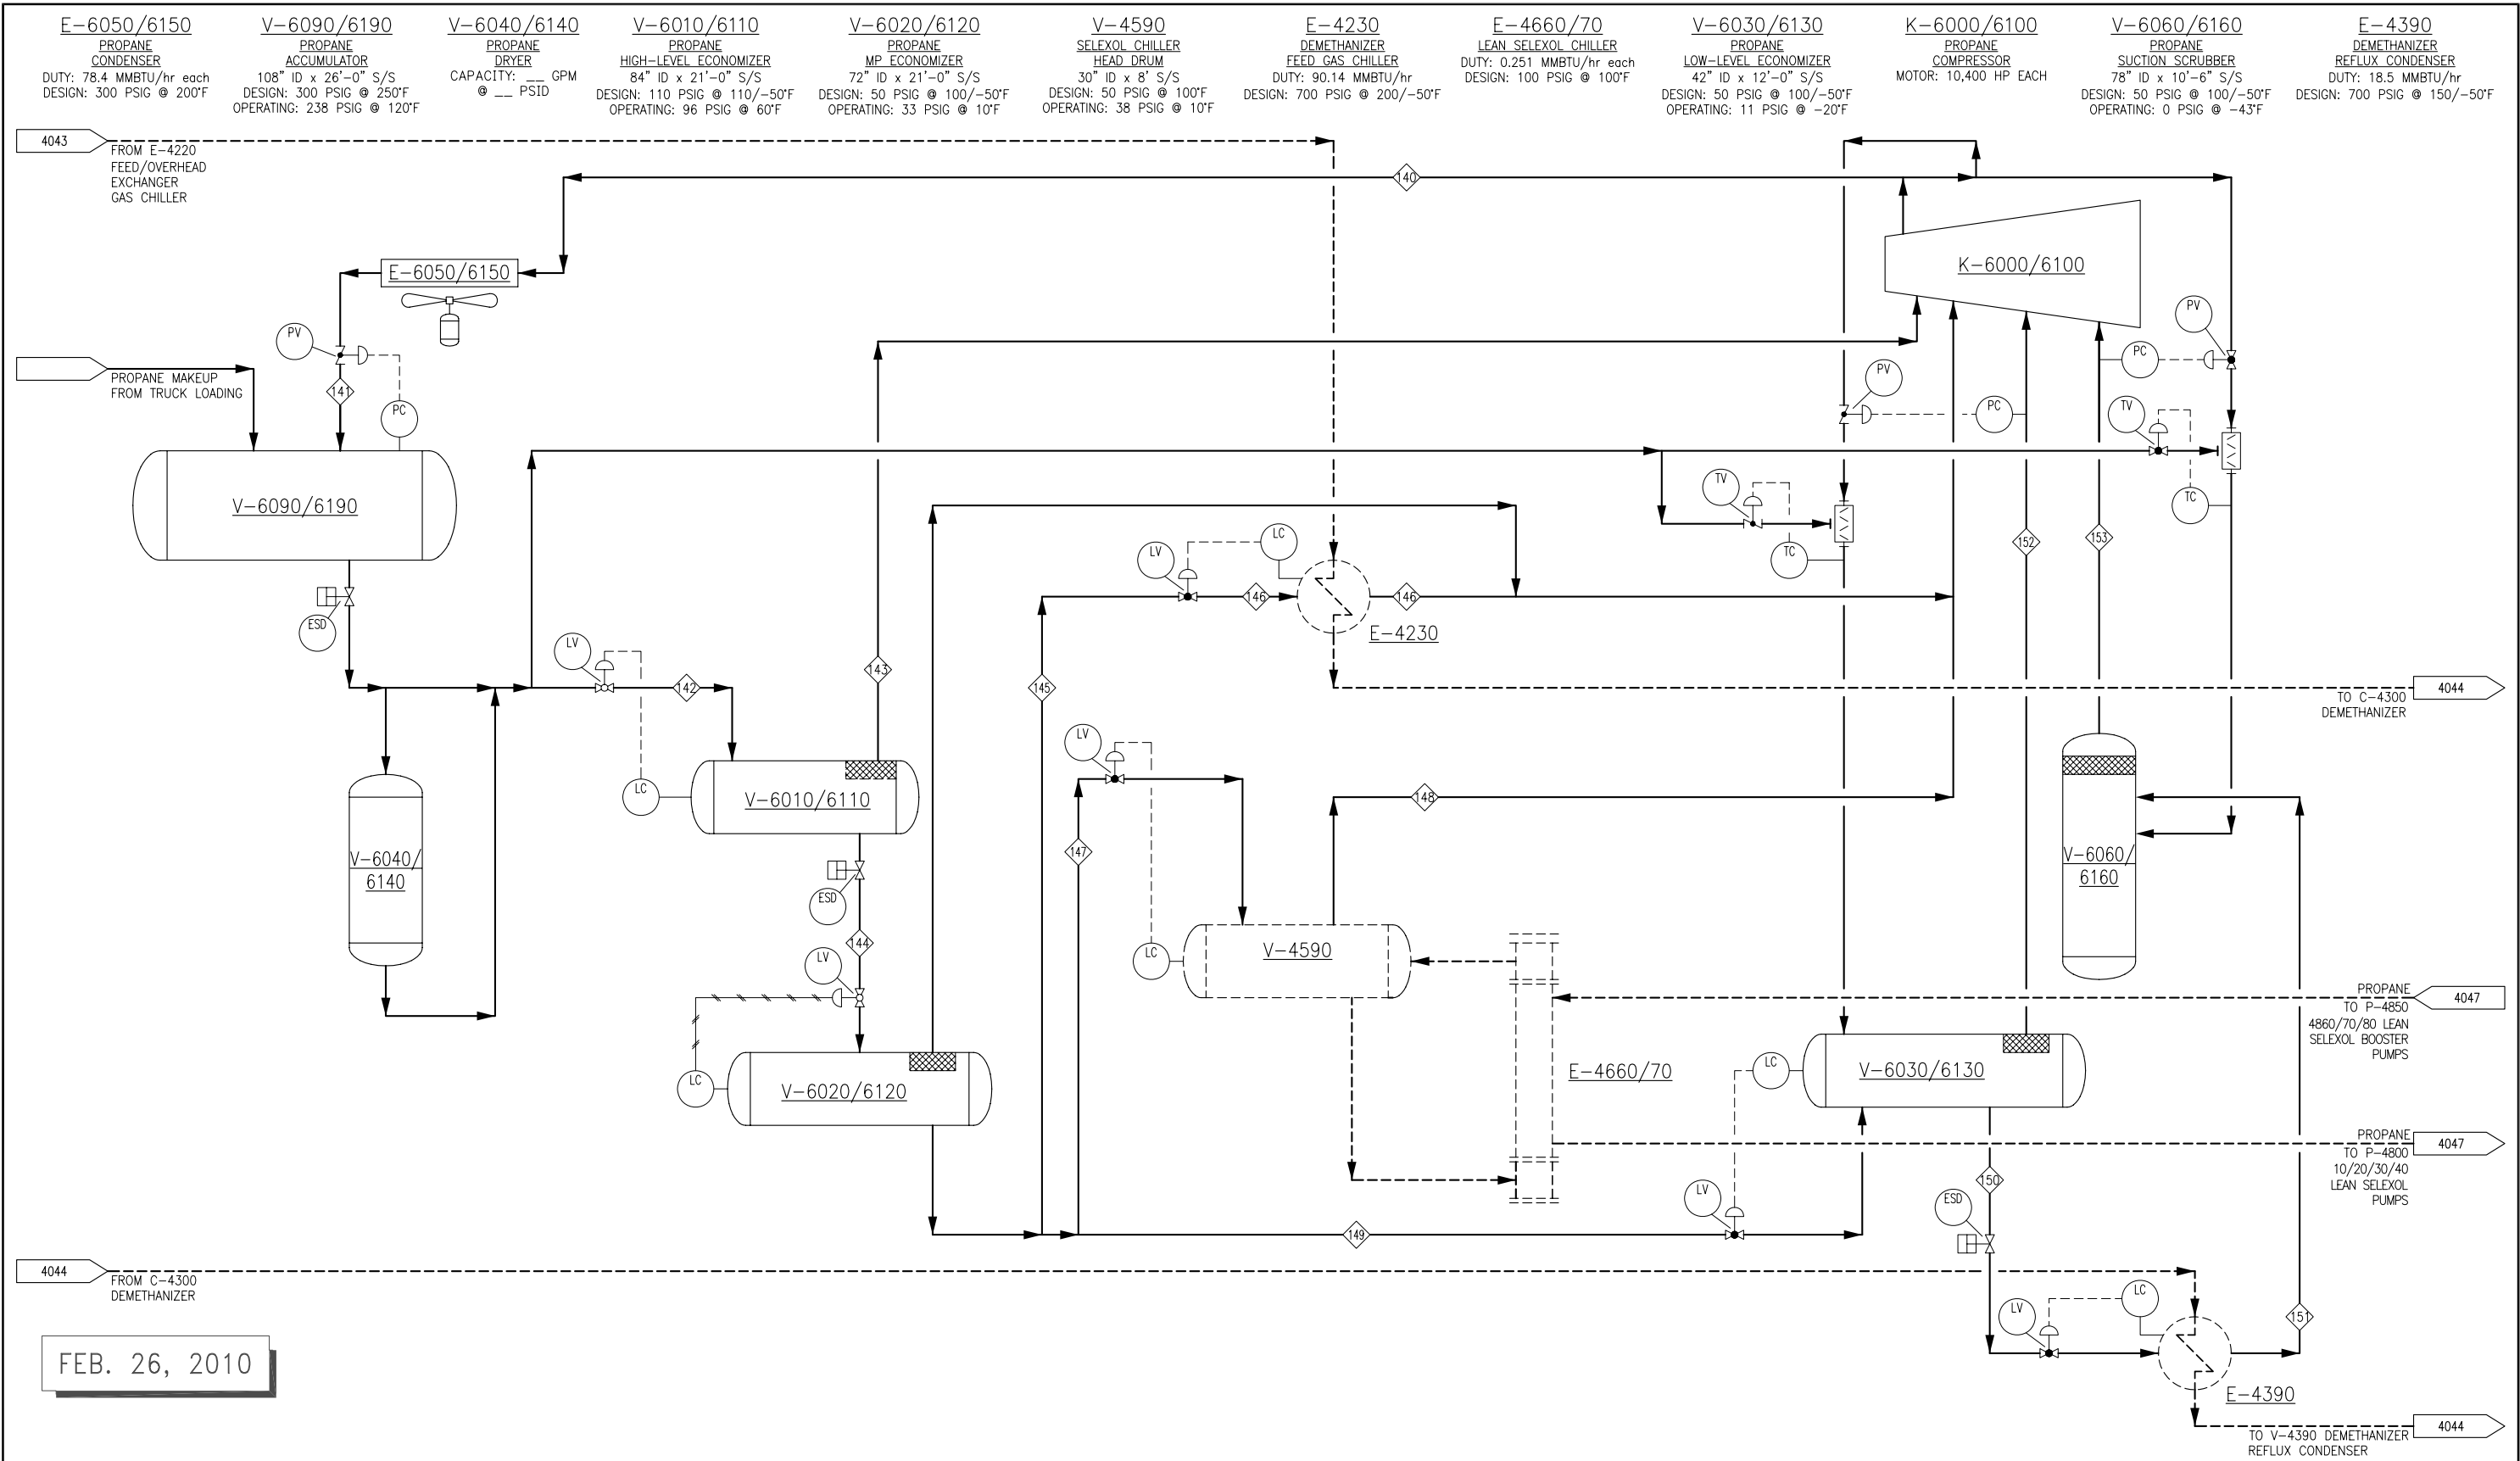 E-6050/6150
PROPANE
CONDENSER
DUTY: 78.4 MMBTU/hr each
DESIGN: 300 PSIG @ 200°F
V-6090/6190
PROPANE
ACCUMULATOR
108" ID x 26'-0" S/S
DESIGN: 300 PSIG @ 250°F
OPERATING: 238 PSIG @ 120°F
V-6040/6140
PROPANE
DRYER
CAPACITY: __ GPM
@ __ PSID
V-6010/6110
PROPANE
HIGH-LEVEL ECONOMIZER
84" ID x 21'-0" S/S
DESIGN: 110 PSIG @ 110/-50°F
OPERATING: 96 PSIG @ 60°F
V-6020/6120
PROPANE
MP ECONOMIZER
72" ID x 21'-0" S/S
DESIGN: 50 PSIG @ 100/-50°F
OPERATING: 33 PSIG @ 10°F
V-4590
SELEXOL CHILLER
HEAD DRUM
30" ID x 8' S/S
DESIGN: 50 PSIG @ 100°F
OPERATING: 38 PSIG @ 10°F
E-4230
DEMETHANIZER
FEED GAS CHILLER
DUTY: 90.14 MMBTU/hr
DESIGN: 700 PSIG @ 200/-50°F
E-4660/70
LEAN SELEXOL CHILLER
DUTY: 0.251 MMBTU/hr each
DESIGN: 100 PSIG @ 100°F
V-6030/6130
PROPANE
LOW-LEVEL ECONOMIZER
42" ID x 12'-0" S/S
DESIGN: 50 PSIG @ 100/-50°F
OPERATING: 11 PSIG @ -20°F
K-6000/6100
PROPANE
COMPRESSOR
MOTOR: 10,400 HP EACH
V-6060/6160
PROPANE
SUCTION SCRUBBER
78" ID x 10'-6" S/S
DESIGN: 50 PSIG @ 100/-50°F
OPERATING: 0 PSIG @ -43°F
E-4390
DEMETHANIZER
REFLUX CONDENSER
DUTY: 18.5 MMBTU/hr
DESIGN: 700 PSIG @ 150/-50°F
4043
FROM E-4220
FEED/OVERHEAD
EXCHANGER
GAS CHILLER
140
E-6050/6150
K-6000/6100
PV
PV
PROPANE MAKEUP
FROM TRUCK LOADING
141
PC
PC
PV
PC
TV
V-6090/6190
TV
TC
TC
LC
LV
152
153
146
146
E-4230
ESD
LV
142
143
145
4044
TO C-4300
DEMETHANIZER
LV
LC
V-6010/6110
148
V-6040/
6140
147
V-6060/
6160
ESD
144
LV
LC
V-4590
PROPANE
4047
TO P-4850
4860/70/80 LEAN
SELEXOL BOOSTER
PUMPS
LC
V-6020/6120
E-4660/70
LC
V-6030/6130
PROPANE
4047
TO P-4800
10/20/30/40
LEAN SELEXOL
PUMPS
150
LV
ESD
149
4044
FROM C-4300
DEMETHANIZER
LV
LC
151
FEB. 26, 2010
E-4390
4044
TO V-4390 DEMETHANIZER
REFLUX CONDENSER